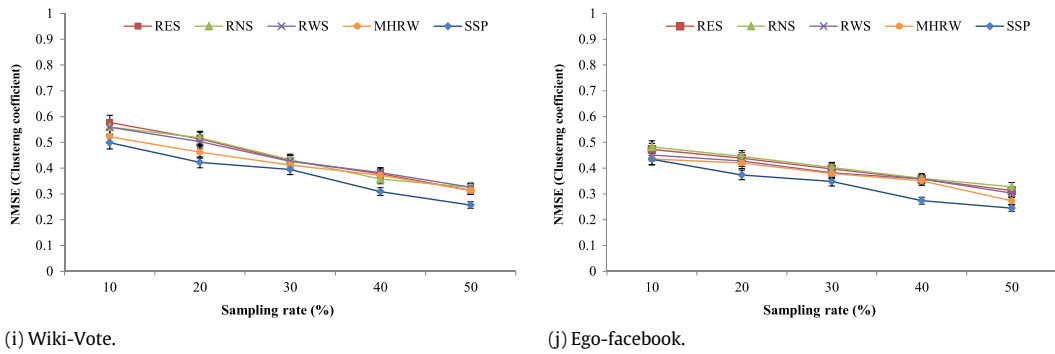 RES RNS RWS MHRW SSP
NMSE (Clusterng coefficient)
1
0.9
0.8
0.7
0.6
0.5
0.4
0.3
0.2
0.1
0
10 20 30 40 50
Sampling rate (%)
(i) Wiki-Vote.
RES RNS RWS MHRW SSP
NMSE (Clusterng coefficient)
1
0.9
0.8
0.7
0.6
0.5
0.4
0.3
0.2
0.1
0
10 20 30 40 50
Sampling rate (%)
(j) Ego-facebook.